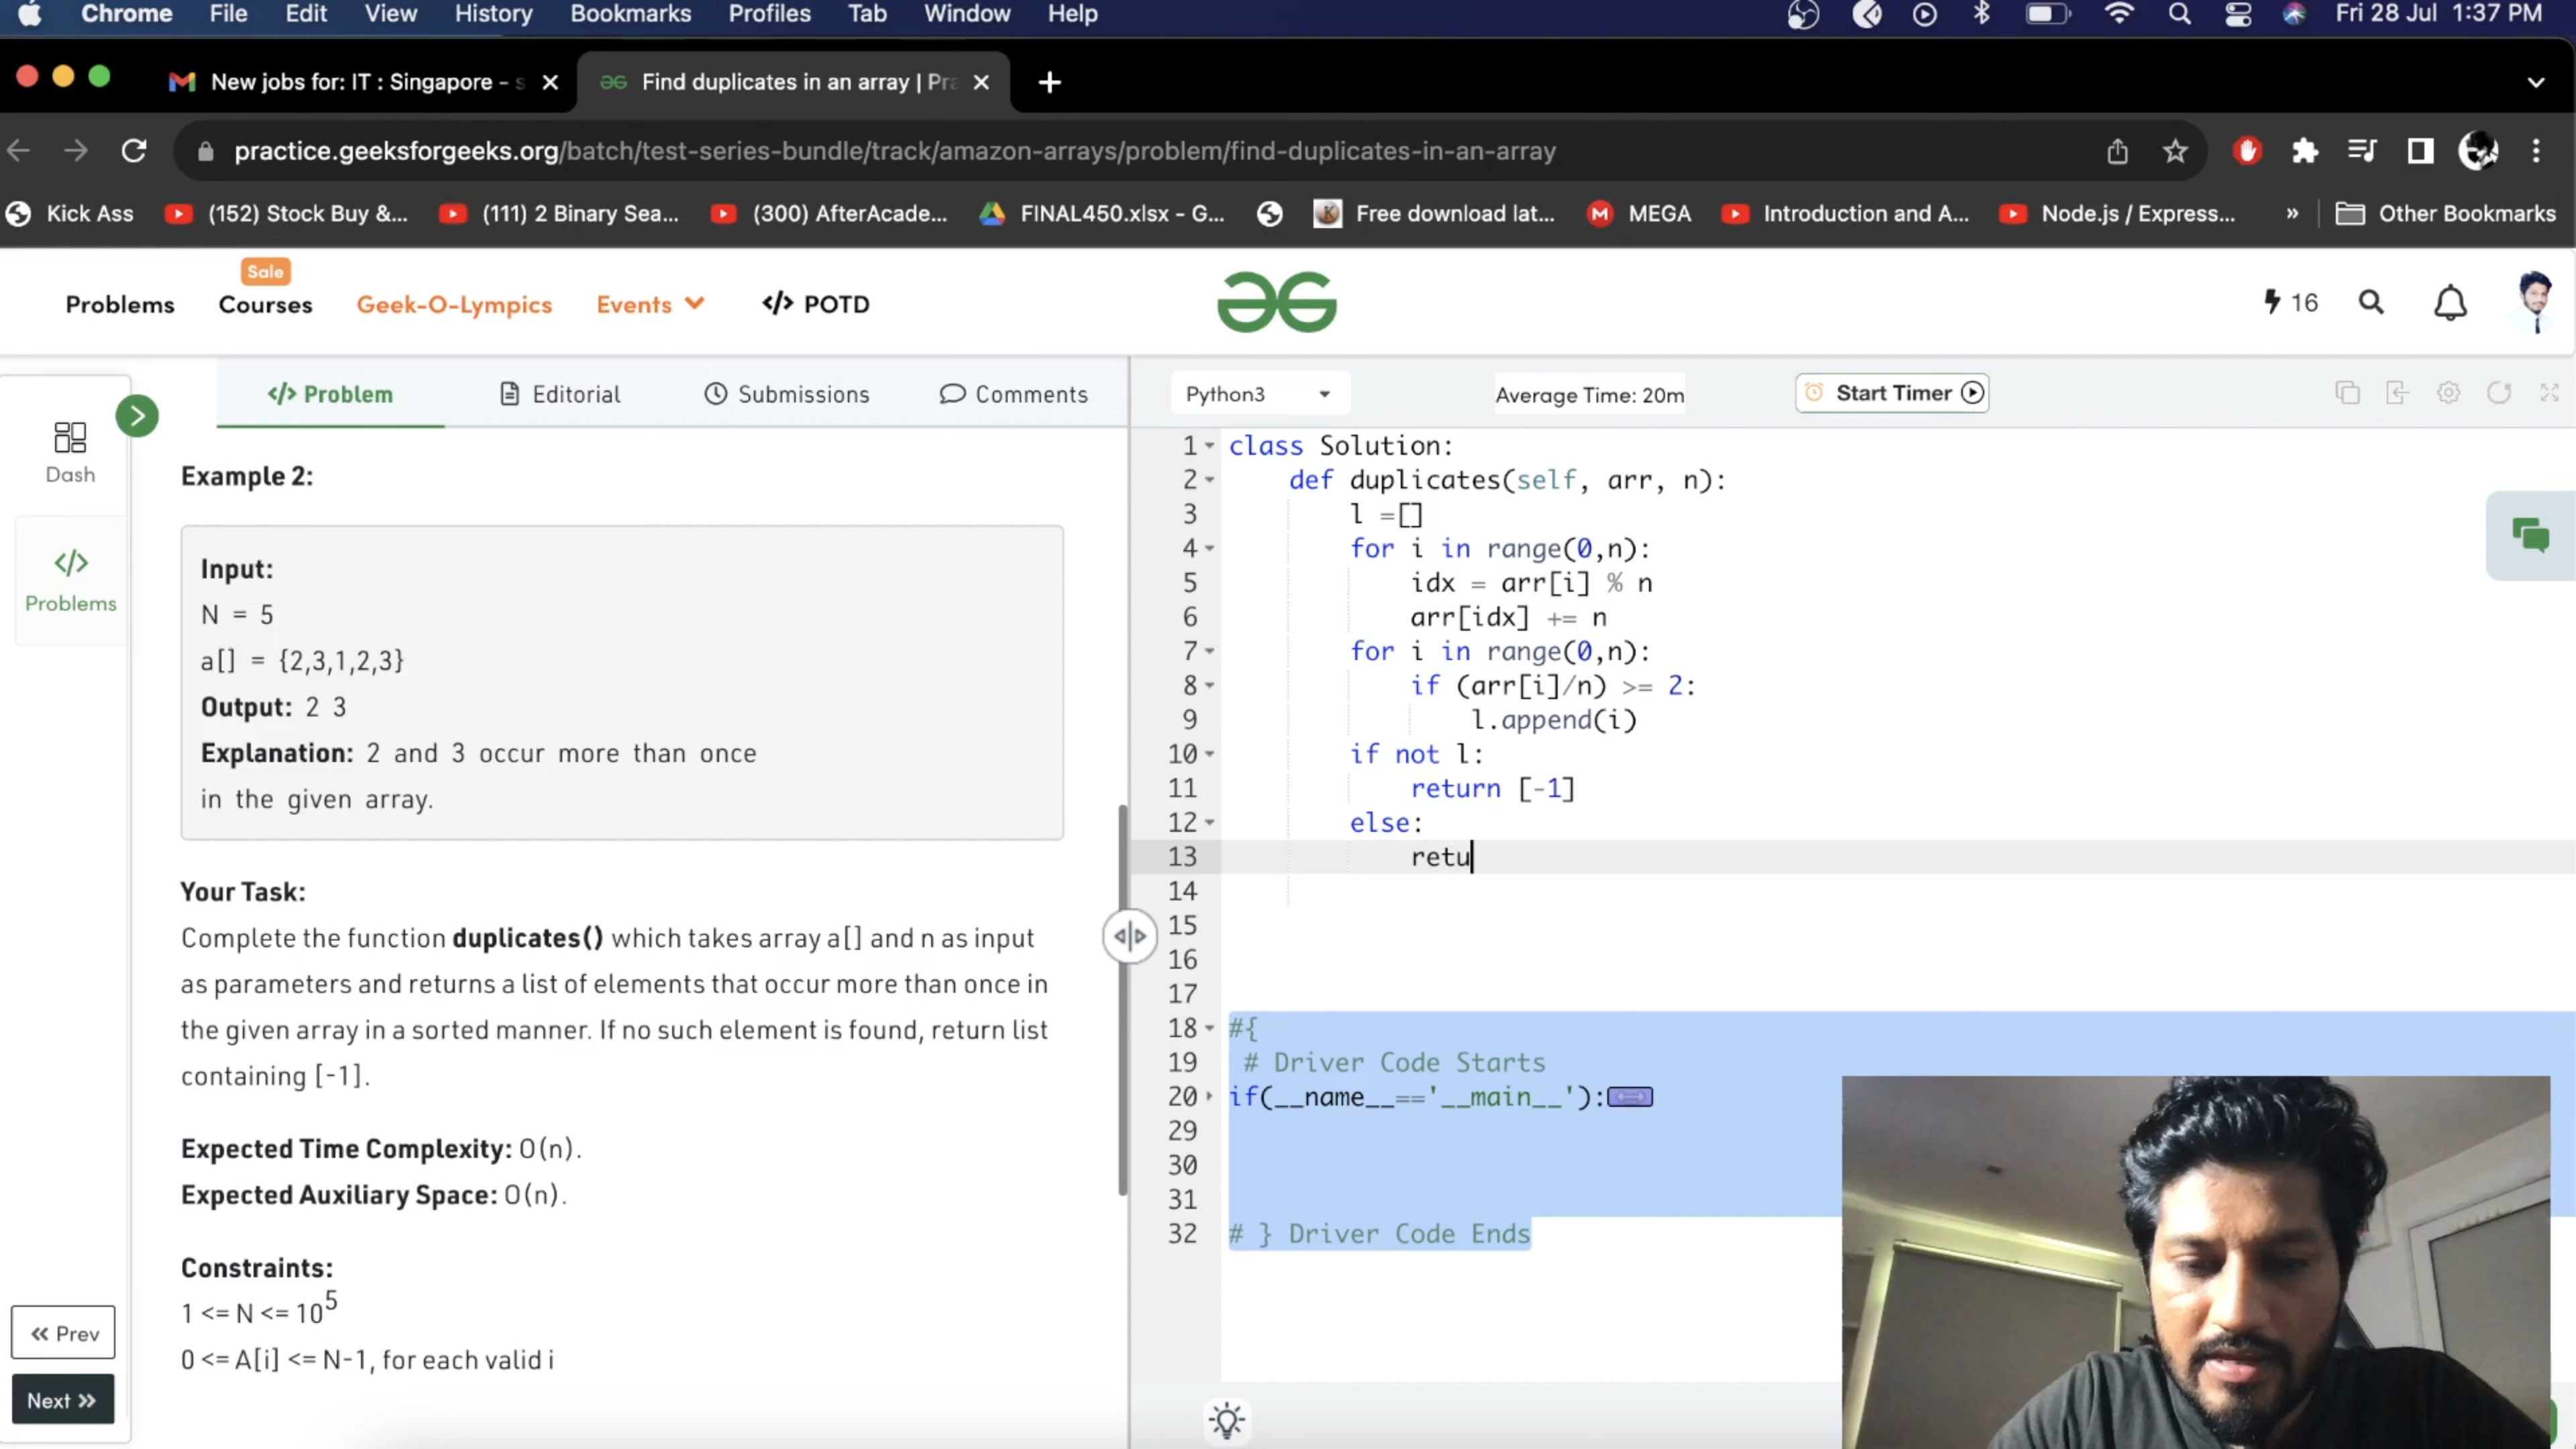 Chrome File Edit View History Bookmarks Profiles Tab Window Help Fri 28 Jul 1:37 PM
New jobs for: IT : Singapore - Find duplicates in an array |
practice.geeksforgeeks.org/batch/test-series-bundle/track/amazon-arrays/problem/find-duplicates-in-an-array
Kick Ass (152) Stock Buy &... (111) 2 Binary Sea... (300) AfterAcade... FINAL450.xlsx - G... Free download lat... MEGA Introduction and A... Node.js / Express... » Other Bookmarks
Sale
Problems Courses Geek-O-Lympics Events </> POTD 16
</> Problem Editorial Submissions Comments
Python3 Average Time: 20m Start Timer
Dash
</>
Problems
« Prev
Next »
Example 2:
Input:
N = 5
a[] = {2,3,1,2,3}
Output: 2 3
Explanation: 2 and 3 occur more than once
in the given array.
Your Task:
Complete the function duplicates() which takes array a[] and n as input
as parameters and returns a list of elements that occur more than once in
the given array in a sorted manner. If no such element is found, return list
containing [-1].
Expected Time Complexity: O(n).
Expected Auxiliary Space: O(n).
Constraints:
1 <= N <= 10^5
0 <= A[i] <= N-1, for each valid i
1 class Solution:
2 def duplicates(self, arr, n):
3 l =[]
4 for i in range(0,n):
5 idx = arr[i] % n
6 arr[idx] += n
7 for i in range(0,n):
8 if (arr[i]/n) >= 2:
9 l.append(i)
10 if not l:
11 return [-1]
12 else:
13 retu
14
15
16
17
18 #{
19 # Driver Code Starts
20 if(__name__=='__main__'):
29
30
31
32 # } Driver Code Ends